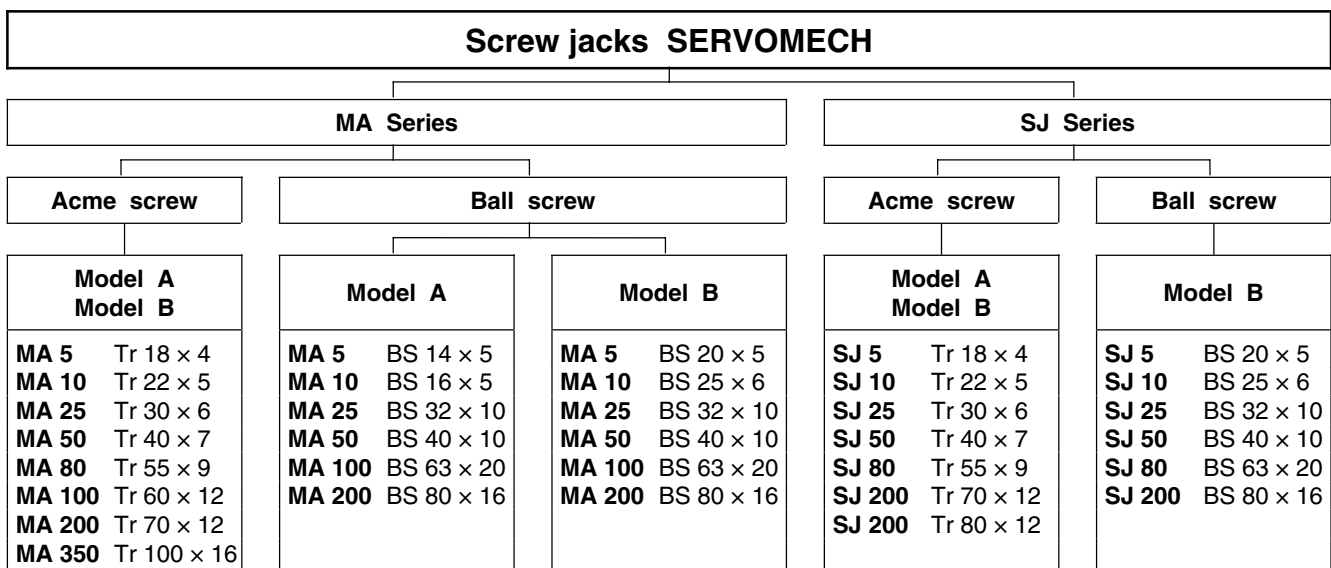 Screw jacks SERVOMECH
MA Series
SJ Series
Acme screw
Ball screw
Acme screw
Ball screw
Model A
Model B
MA 5 Tr 18 × 4
MA 10 Tr 22 × 5
MA 25 Tr 30 × 6
MA 50 Tr 40 × 7
MA 80 Tr 55 × 9
MA 100 Tr 60 × 12
MA 200 Tr 70 × 12
MA 350 Tr 100 × 16
Model A
MA 5 BS 14 × 5
MA 10 BS 16 × 5
MA 25 BS 32 × 10
MA 50 BS 40 × 10
MA 100 BS 63 × 20
MA 200 BS 80 × 16
Model B
MA 5 BS 20 × 5
MA 10 BS 25 × 6
MA 25 BS 32 × 10
MA 50 BS 40 × 10
MA 100 BS 63 × 20
MA 200 BS 80 × 16
Model A
Model B
SJ 5 Tr 18 × 4
SJ 10 Tr 22 × 5
SJ 25 Tr 30 × 6
SJ 50 Tr 40 × 7
SJ 80 Tr 55 × 9
SJ 200 Tr 70 × 12
SJ 200 Tr 80 × 12
Model B
SJ 5 BS 20 × 5
SJ 10 BS 25 × 6
SJ 25 BS 32 × 10
SJ 50 BS 40 × 10
SJ 80 BS 63 × 20
SJ 200 BS 80 × 16